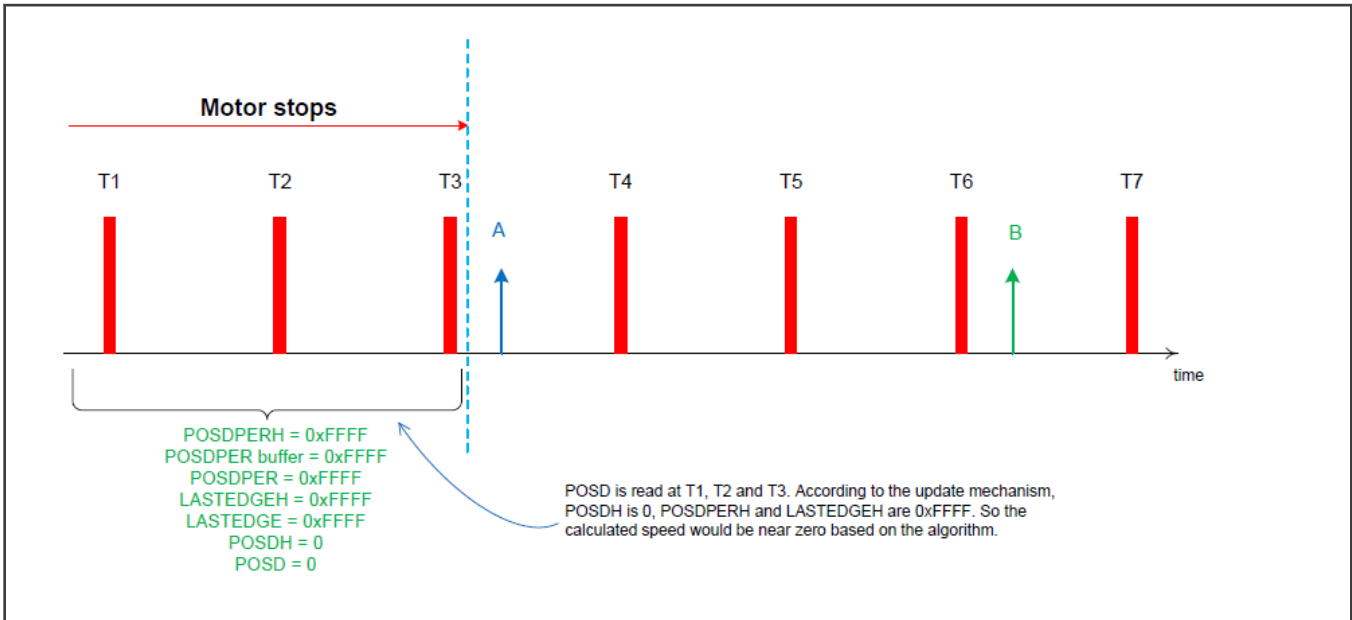 Motor stops
T1 T2 T3 T4 T5 T6 T7
A
B
time
POSDPERH = 0xFFFF
POSDPER buffer = 0xFFFF
POSDPER = 0xFFFF
LASTEDGEH = 0xFFFF
LASTEDGE = 0xFFFF
POSDH = 0
POSD = 0
POSD is read at T1, T2 and T3. According to the update mechanism,
POSDH is 0, POSDPERH and LASTEDGEH are 0xFFFF. So the
calculated speed would be near zero based on the algorithm.